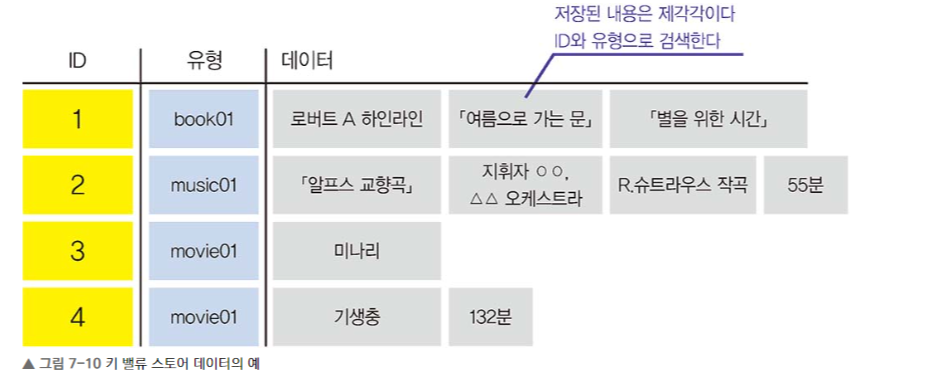 저장된 내용은 제각각이다
ID와 유형으로 검색한다
ID 유형 데이터
1 book01 로버트 A 하인라인 「여름으로 가는 문」 「별을 위한 시간」
2 music01 「알프스 교향곡」 지휘자 ○○, △△ 오케스트라 R.슈트라우스 작곡 55분
3 movie01 미나리
4 movie01 기생충 132분
▲ 그림 7-10 키 밸류 스토어 데이터의 예